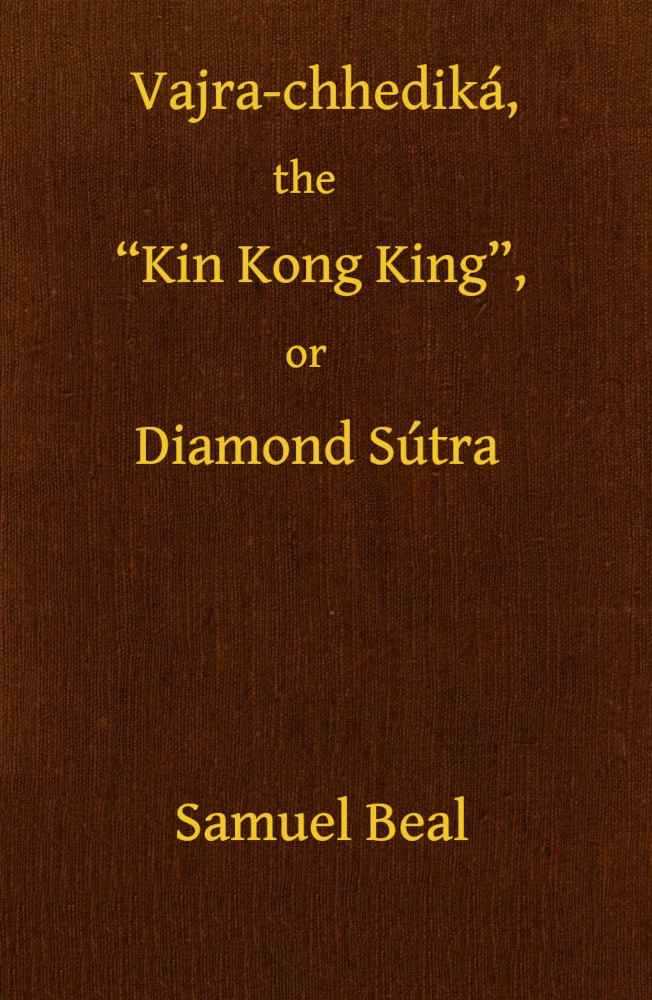 Vajra-chhediká,
the
“Kin Kong King”,
or
Diamond Sútra
Samuel Beal